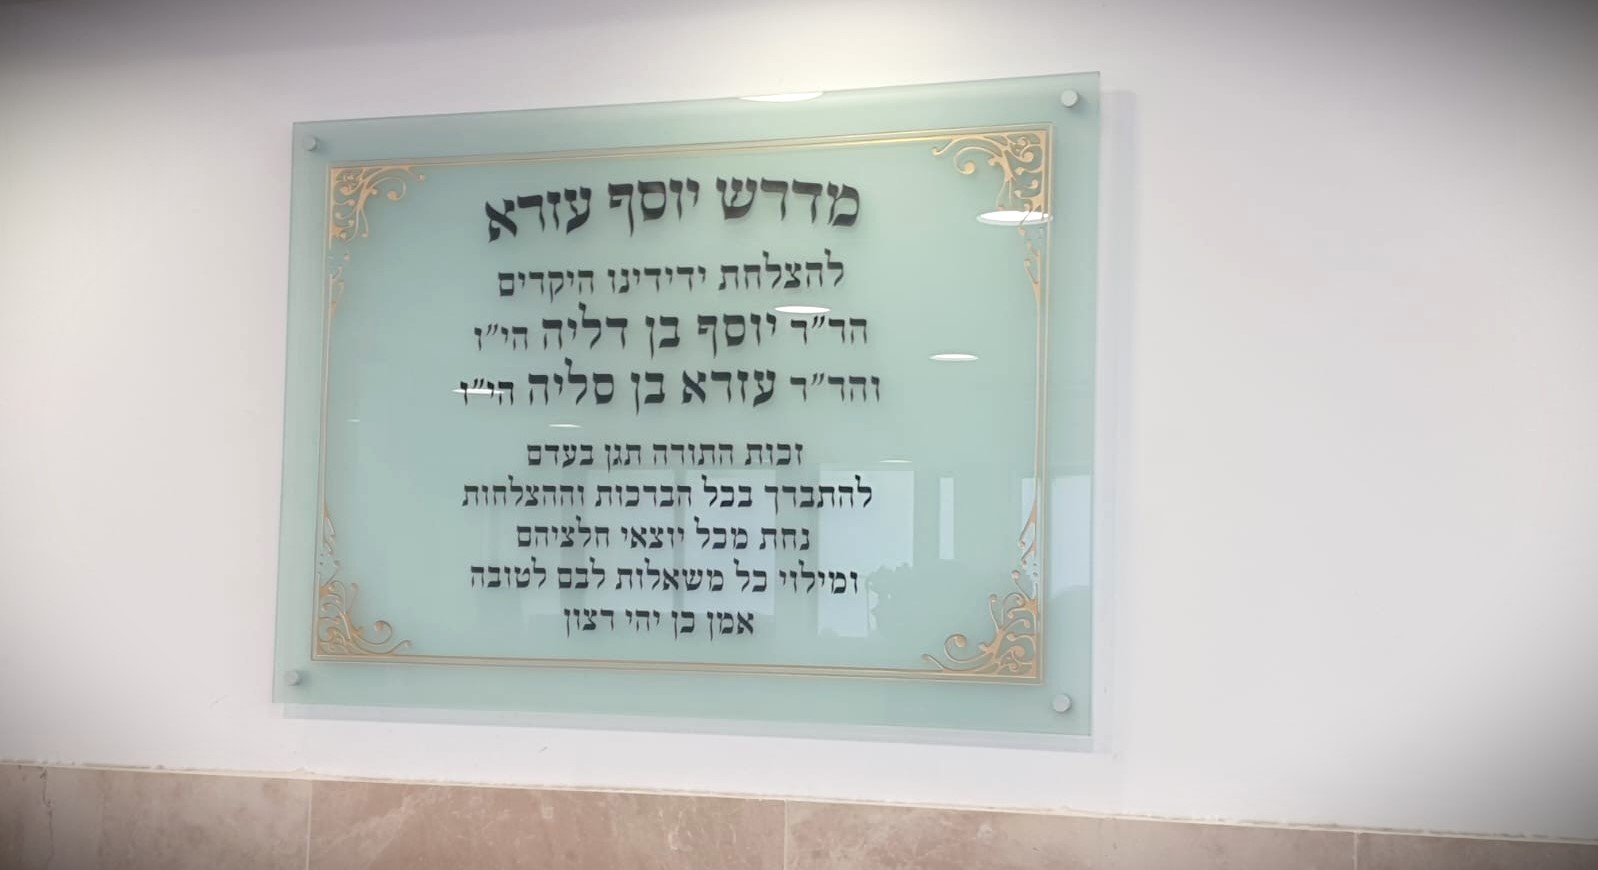 מדרש יוסף עזרא
להצלחת ידידינו היקרים
הר״ר יוסף בן דליה הי״ו
והר״ר עזרא בן סליה הי״ו
זכות התורה תגן בעדם
להתברך בכל הברכות וההצלחות
נחת מכל יוצאי חלציהם
ומילוי כל משאלות לבם לטובה
אמן כן יהי רצון